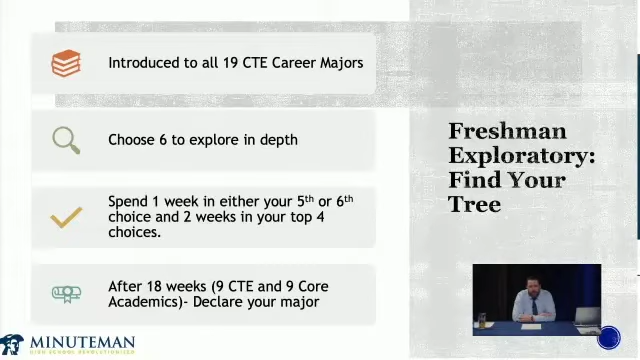 Introduced to all 19 CTE Career Majors
Choose 6 to explore in depth
Spend 1 week in either your 5th or 6th
choice and 2 weeks in your top 4
choices.
After 18 weeks (9 CTE and 9 Core
Academics)- Declare your major
Freshman
Exploratory:
Find Your
Tree
MINUTEMAN
HIGH SCHOOL REVOLUTIONIZED